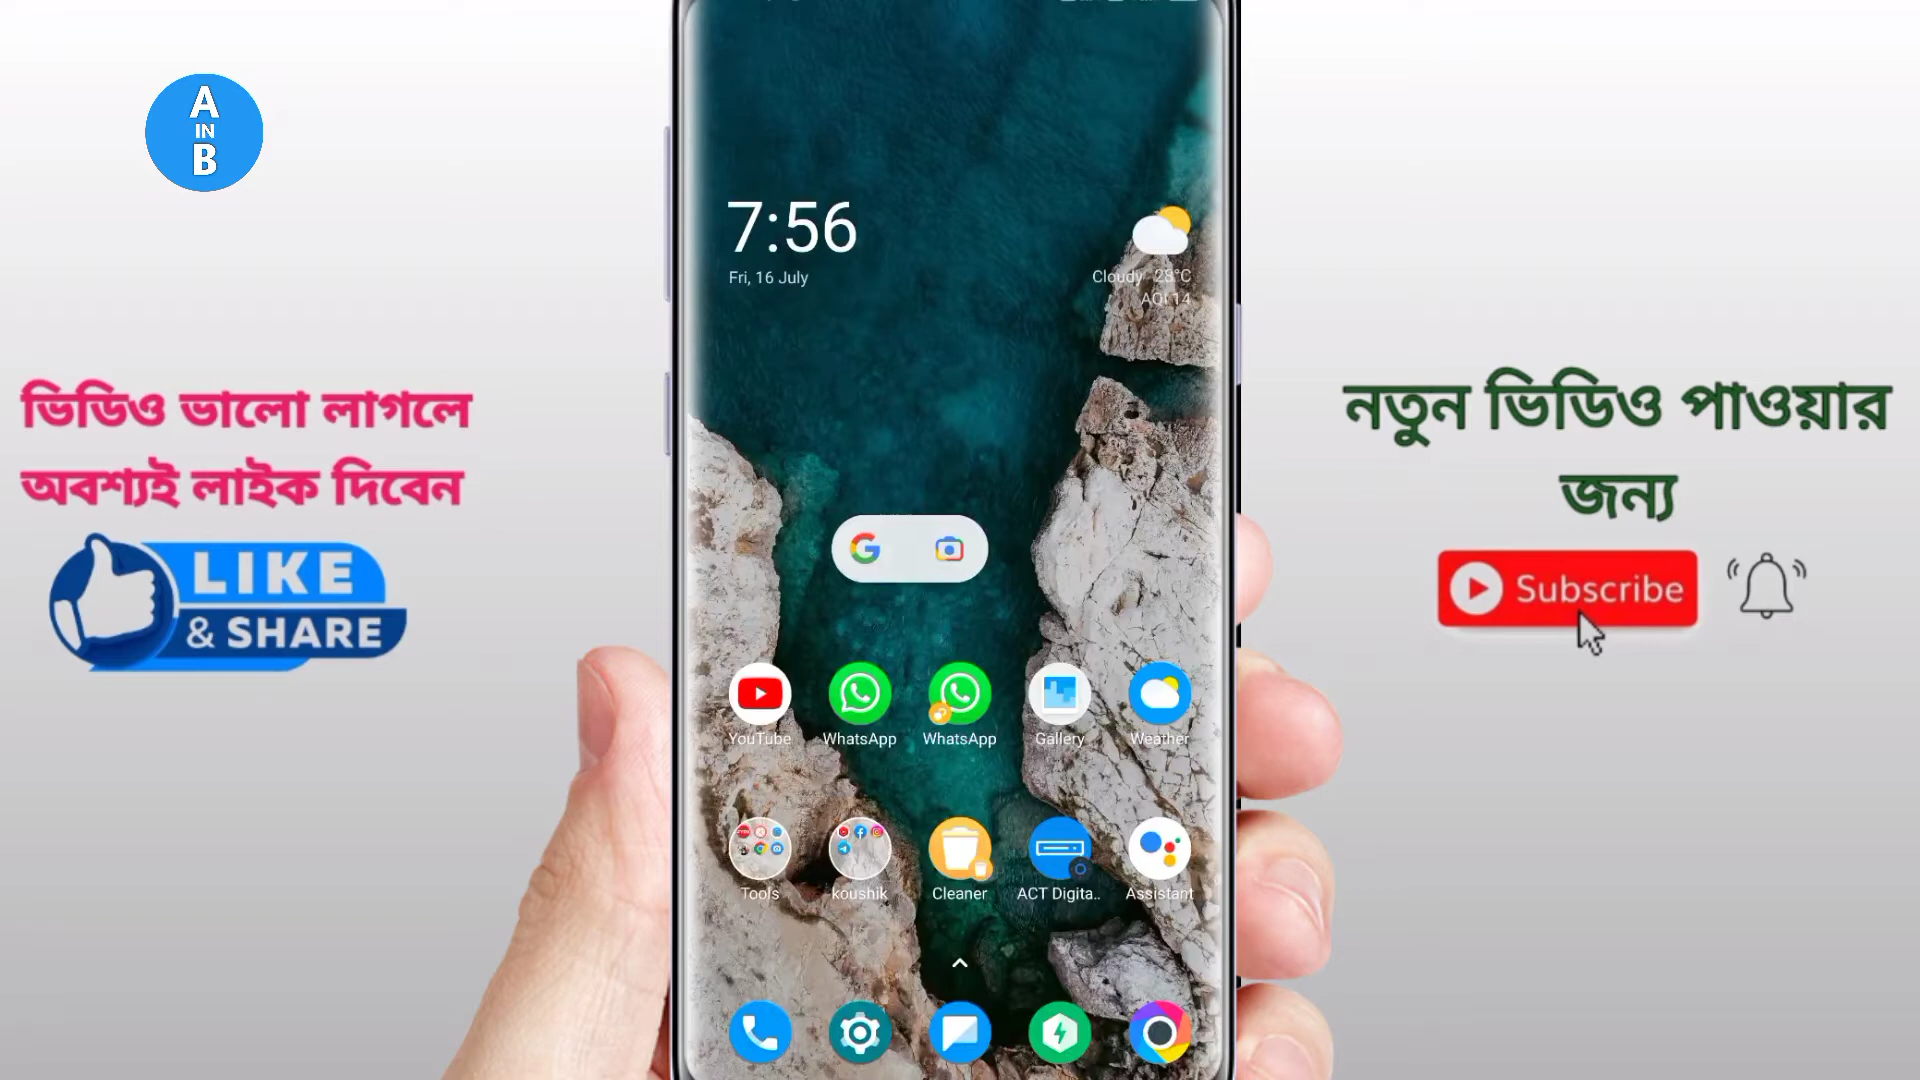 A
IN
B
7:56
Fri, 16 July
Cloudy 28°C
AQI 14
ভিডিও ভালো লাগলে
অবশ্যই লাইক দিবেন
LIKE
& SHARE
নতুন ভিডিও পাওয়ার
জন্য
Subscribe
YouTube WhatsApp WhatsApp Gallery Weather
Tools koushik Cleaner ACT Digita.. Assistant